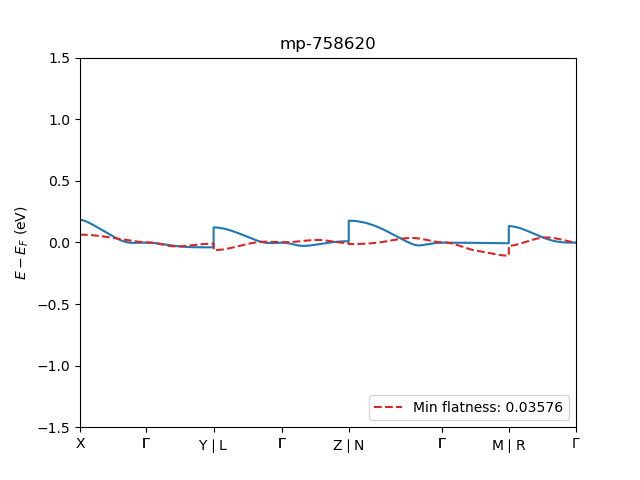 mp-758620
1.5
1.0
0.5
0.0
−0.5
−1.0
−1.5
E − E_F (eV)
Min flatness: 0.03576
X Γ Y | L Γ Z | N Γ M | R Γ